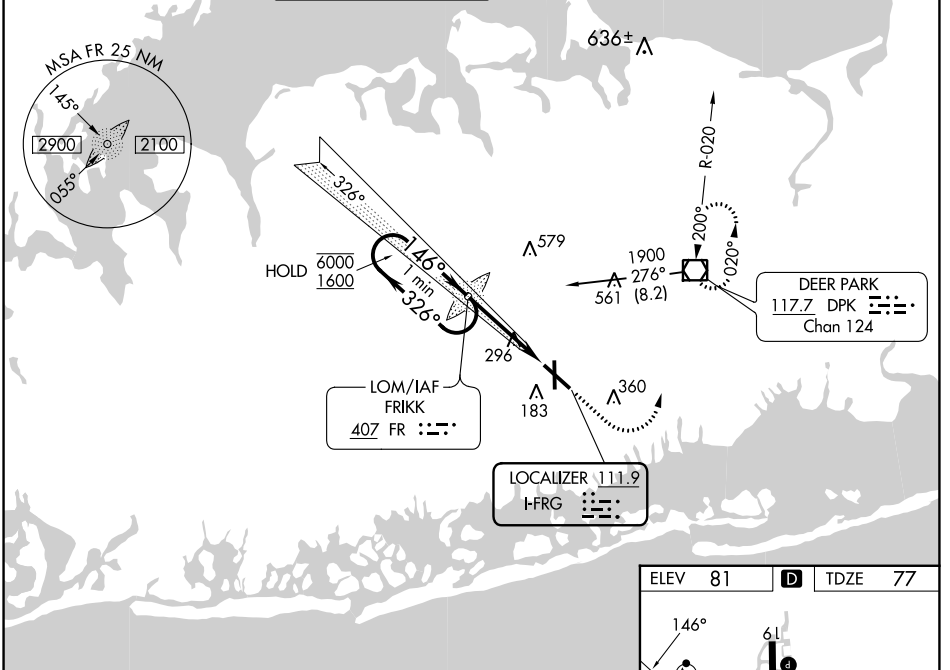 MSA FR 25 NM
145°
2900
2100
055°
636±
R-020
326°
200°
020°
146°
579
1900
276°
(8.2)
561
HOLD
6000
1600
1 min
326°
DEER PARK
117.7 DPK
Chan 124
296
LOM/IAF
FRIKK
407 FR
183
360
LOCALIZER 111.9
I-FRG
ELEV 81 D TDZE 77
146°
19
P